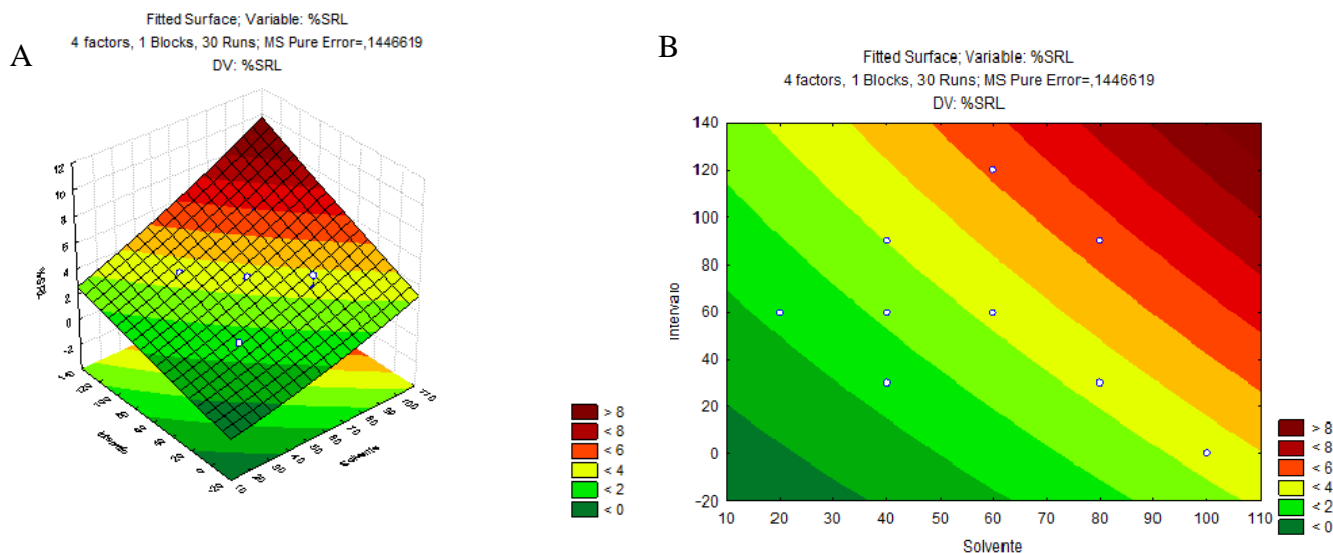 A
Fitted Surface; Variable: %SRL
4 factors, 1 Blocks, 30 Runs; MS Pure Error=,1446619
DV: %SRL
12
10
8
6
4
2
0
-2
Solvente
> 8
< 8
< 6
< 4
< 2
< 0
B
Fitted Surface; Variable: %SRL
4 factors, 1 Blocks, 30 Runs; MS Pure Error=,1446619
DV: %SRL
140
120
100
80
60
40
20
0
-20
Intervalo
10 20 30 40 50 60 70 80 90 100 110
Solvente
> 8
< 8
< 6
< 4
< 2
< 0